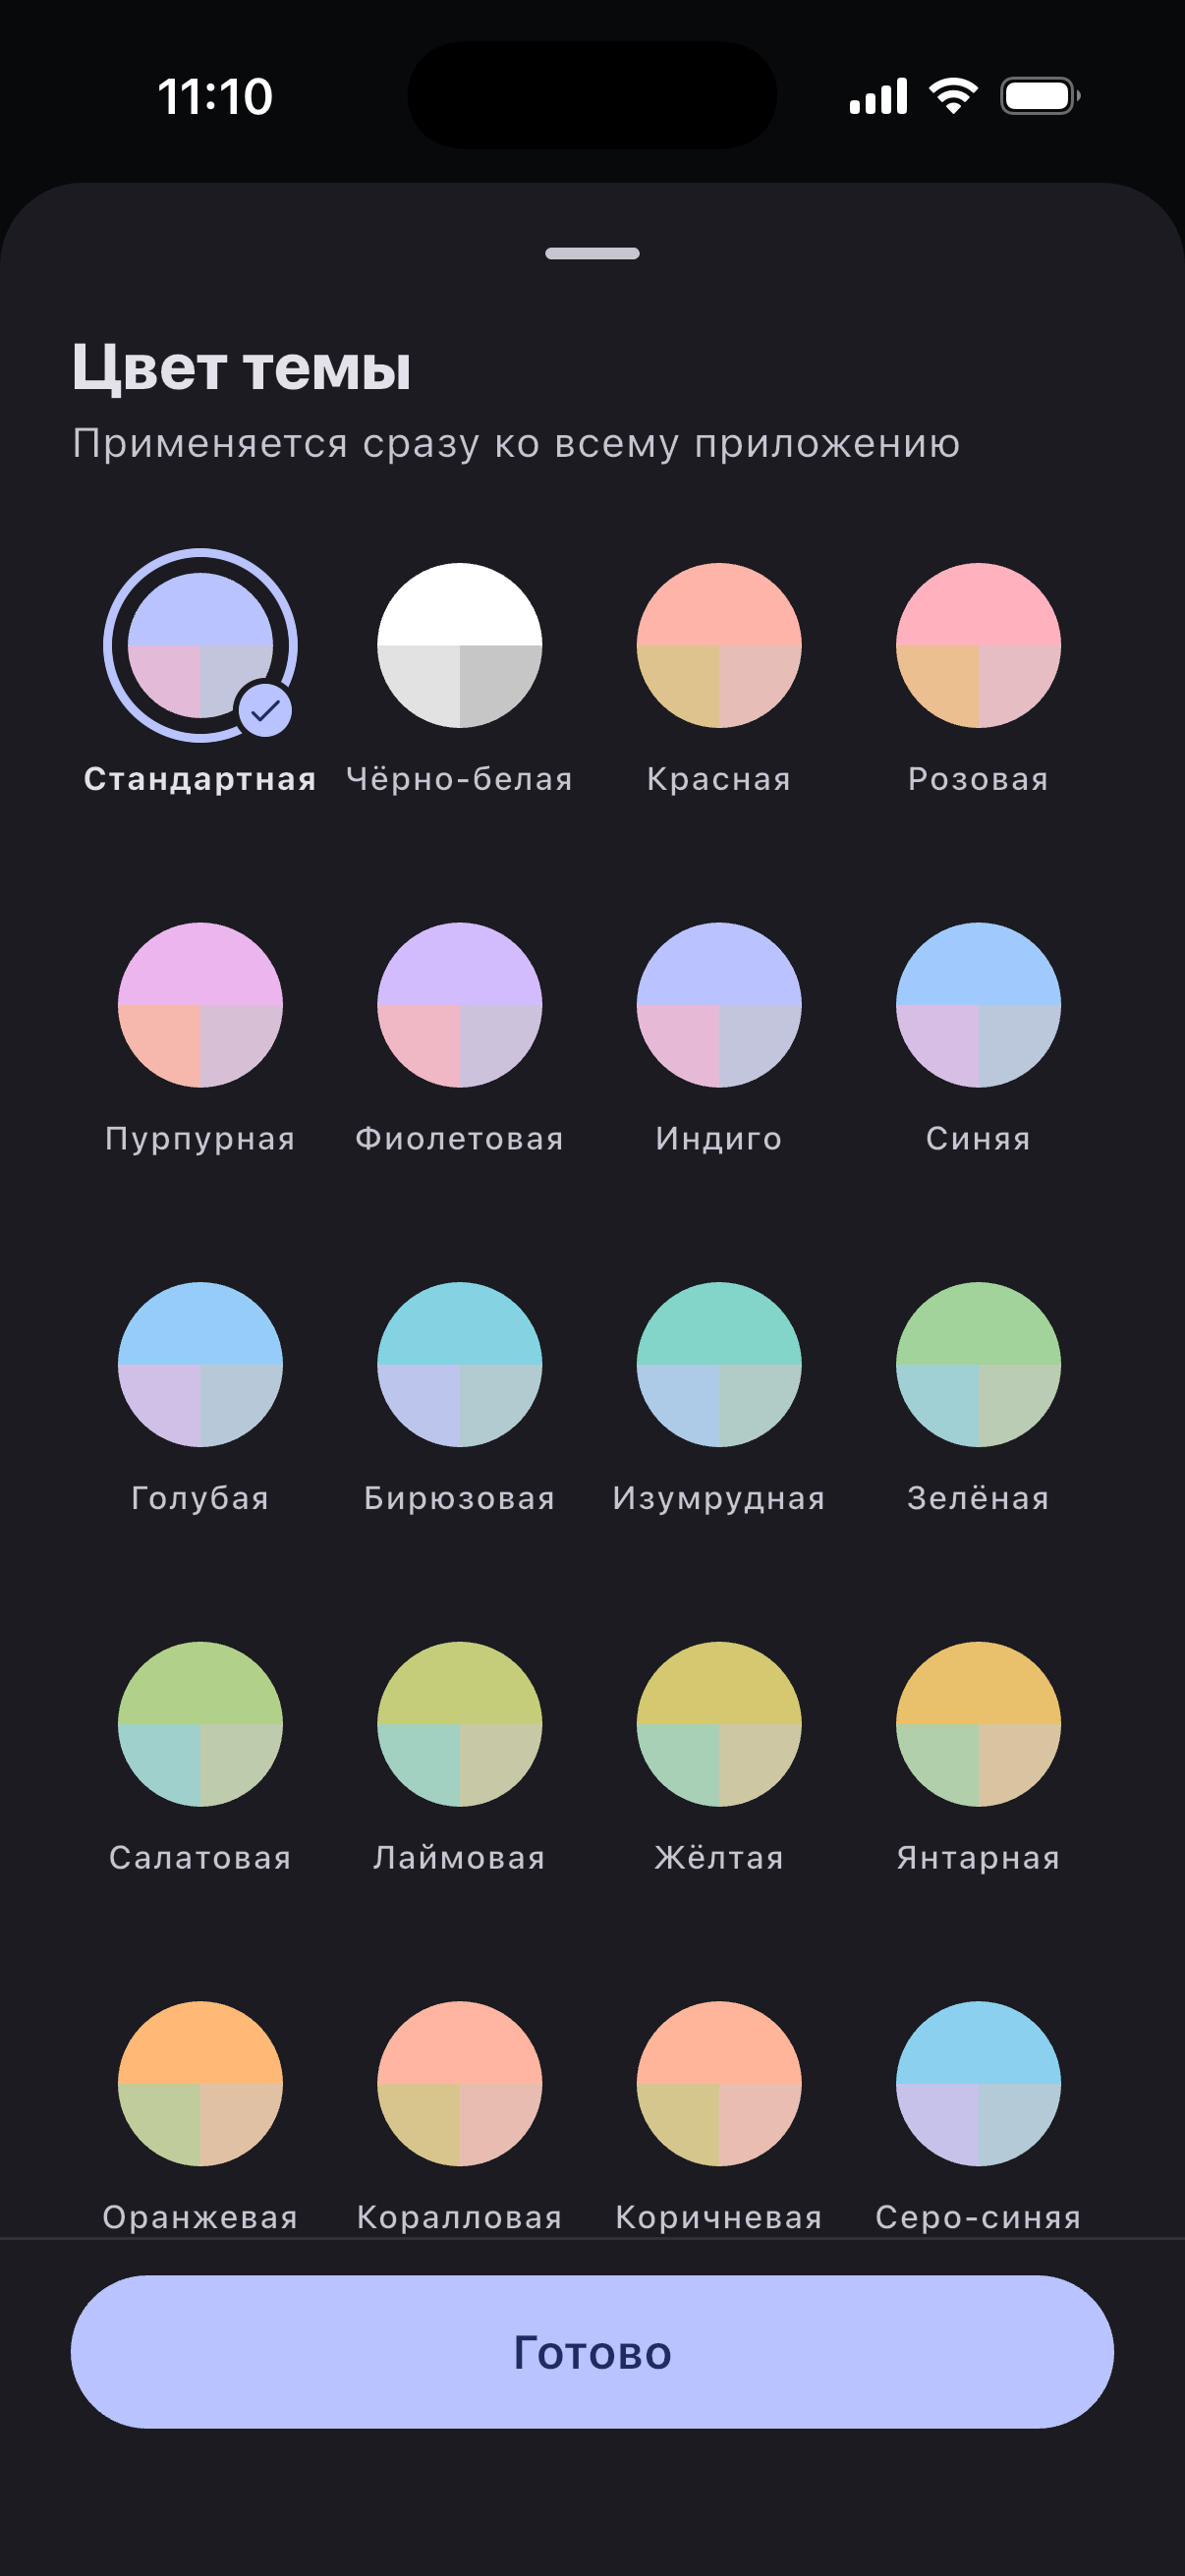 11:10
Цвет темы
Применяется сразу ко всему приложению
Стандартная
Чёрно-белая
Красная
Розовая
Пурпурная
Фиолетовая
Индиго
Синяя
Голубая
Бирюзовая
Изумрудная
Зелёная
Салатовая
Лаймовая
Жёлтая
Янтарная
Оранжевая
Коралловая
Коричневая
Серо-синяя
Готово